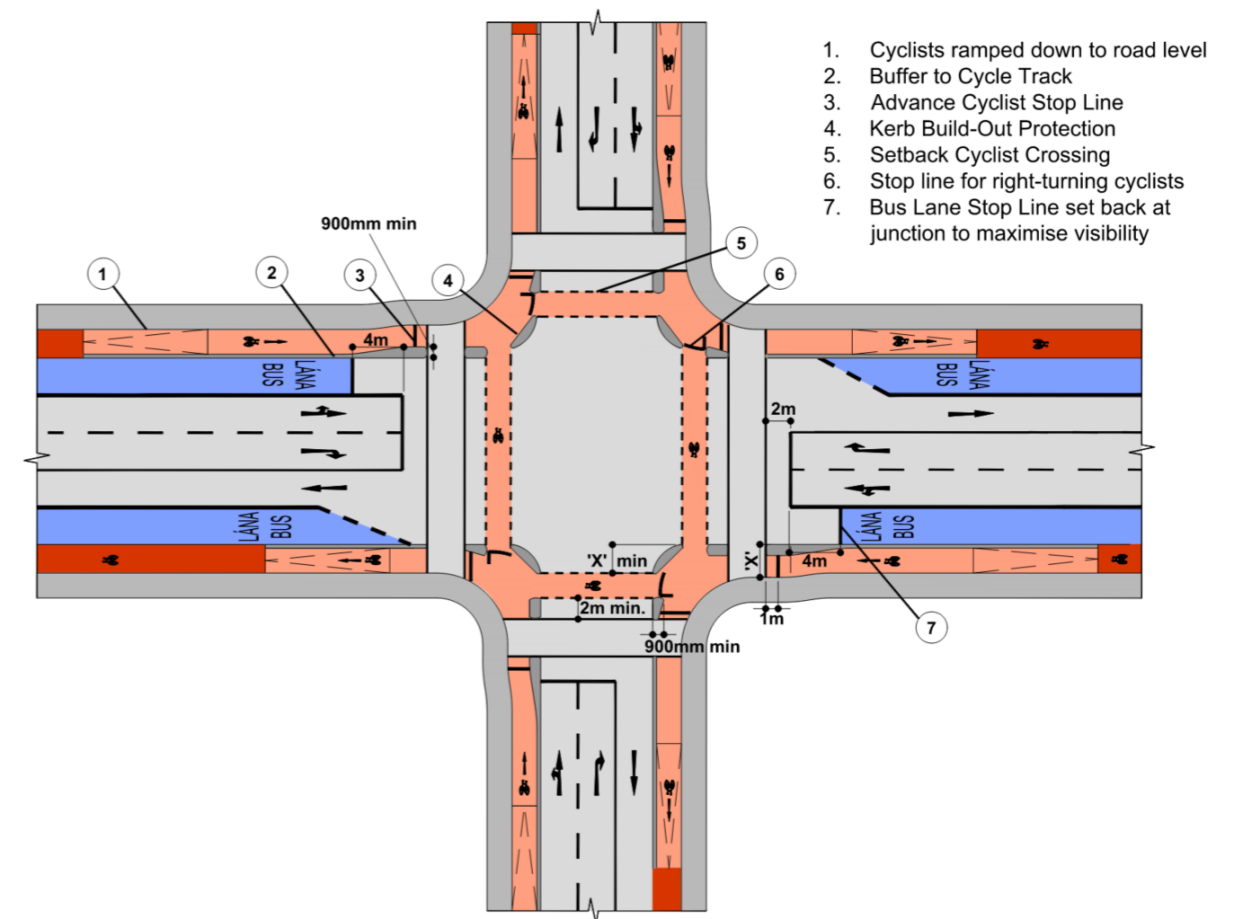 1. Cyclists ramped down to road level
2. Buffer to Cycle Track
3. Advance Cyclist Stop Line
4. Kerb Build-Out Protection
5. Setback Cyclist Crossing
6. Stop line for right-turning cyclists
7. Bus Lane Stop Line set back at
junction to maximise visibility
900mm min
5
1
2
3
4
6
4m
LÁNA
BUS
LÁNA
BUS
2m
LÁNA
BUS
LÁNA
BUS
'X' min
'X'
4m
2m min.
1m
7
900mm min